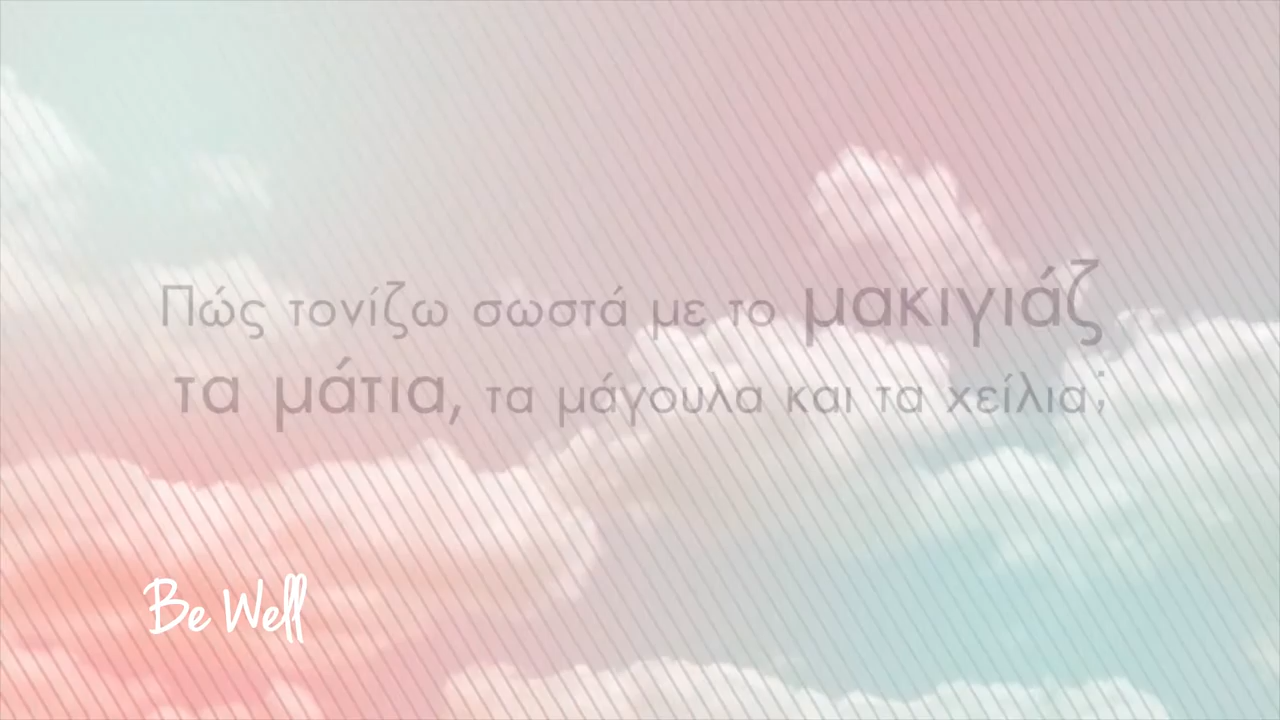 Πώς τονίζω σωστά με το μακιγιάζ
τα μάτια, τα μάγουλα και τα χείλια;
Be Well